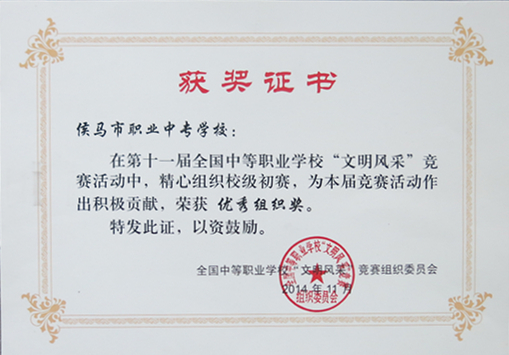 获奖证书
侯马市职业中专学校：
在第十一届全国中等职业学校“文明风采”竞
赛活动中，精心组织校级初赛，为本届竞赛活动作
出积极贡献，荣获 优秀组织奖。
特发此证，以资鼓励。
全国中等职业学校“文明风采”竞赛组织委员会
2014年11月
组织委员会